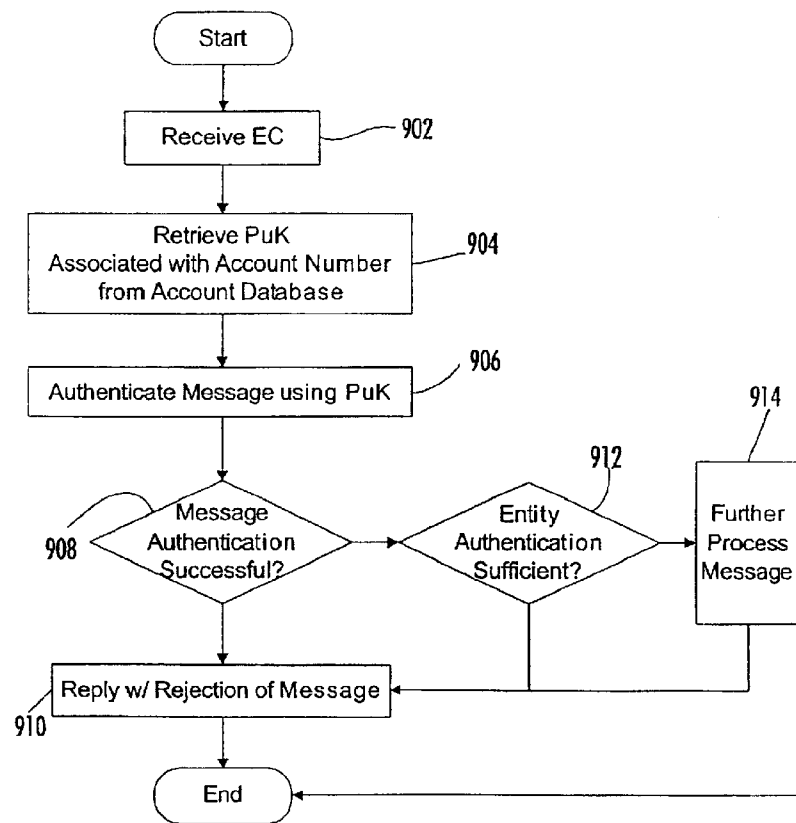 Start
Receive EC
902
Retrieve PuK
Associated with Account Number
from Account Database
904
Authenticate Message using PuK
906
Message
Authentication
Successful?
908
Entity
Authentication
Sufficient?
912
Further
Process
Message
914
Reply w/ Rejection of Message
910
End